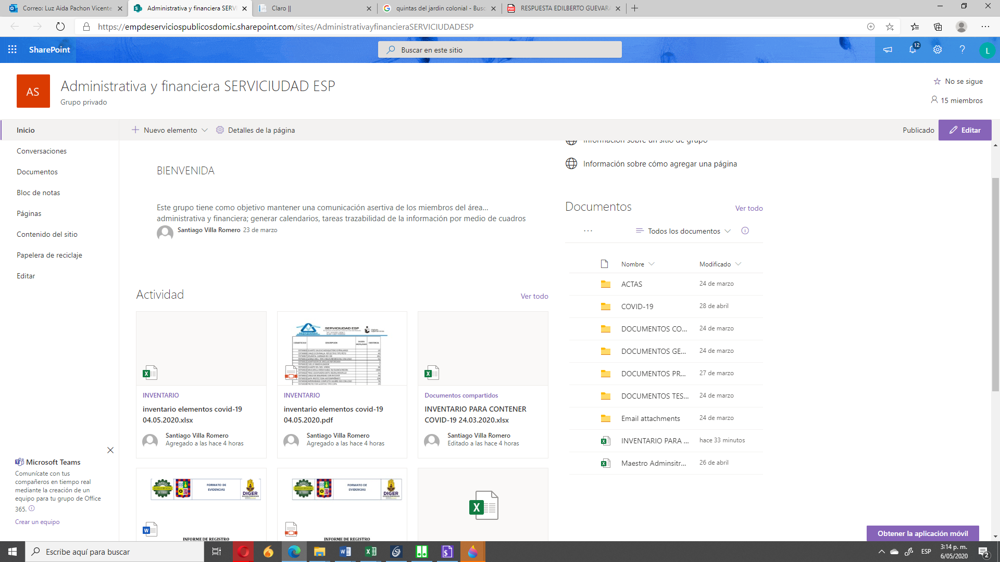 Correo: Luz Aida Pachon Vicente
Administrativa y financiera SERV
Claro ||
quintas del jardin colonial - Busc
RESPUESTA EDILBERTO GUEVARA
https://empdeserviciospublicosdomic.sharepoint.com/sites/AdministrativayfinancieraSERVICIUDADESP
SharePoint
Buscar en este sitio
12
L
AS
Administrativa y financiera SERVICIUDAD ESP
Grupo privado
No se sigue
15 miembros
Inicio
Nuevo elemento
Detalles de la página
Publicado
Editar
Conversaciones
Documentos
Bloc de notas
Páginas
Contenido del sitio
Papelera de reciclaje
Editar
Información sobre un sitio de grupo
Información sobre cómo agregar una página
BIENVENIDA
Este grupo tiene como objetivo mantener una comunicación asertiva de los miembros del área...
administrativa y financiera; generar calendarios, tareas trazabilidad de la información por medio de cuadros
Santiago Villa Romero 23 de marzo
Documentos
Ver todo
Todos los documentos
Nombre
Modificado
ACTAS
24 de marzo
COVID-19
28 de abril
DOCUMENTOS CO...
24 de marzo
DOCUMENTOS GE...
24 de marzo
DOCUMENTOS PR...
27 de marzo
DOCUMENTOS TES...
24 de marzo
Email attachments
24 de marzo
INVENTARIO PARA ...
hace 33 minutos
Maestro Adminsitr...
26 de abril
Actividad
Ver todo
SERVICIUDAD ESP
DESCRIPCION
INVENTARIO
inventario elementos covid-19
04.05.2020.xlsx
Santiago Villa Romero
Agregado a las hace 4 horas
INVENTARIO
inventario elementos covid-19
04.05.2020.pdf
Santiago Villa Romero
Agregado a las hace 4 horas
Documentos compartidos
INVENTARIO PARA CONTENER
COVID-19 24.03.2020.xlsx
Santiago Villa Romero
Editado a las hace 4 horas
FORMATO DE
EVIDENCIAS
DIGER
INFORME DE REGISTRO
FORMATO DE
EVIDENCIAS
DIGER
INFORME DE REGISTRO
Microsoft Teams
Comunícate con tus
compañeros en tiempo real
mediante la creación de un
equipo para tu grupo de Office
365.
Crear un equipo
Obtener la aplicación móvil
Escribe aquí para buscar
ESP
3:14 p. m.
6/05/2020
2